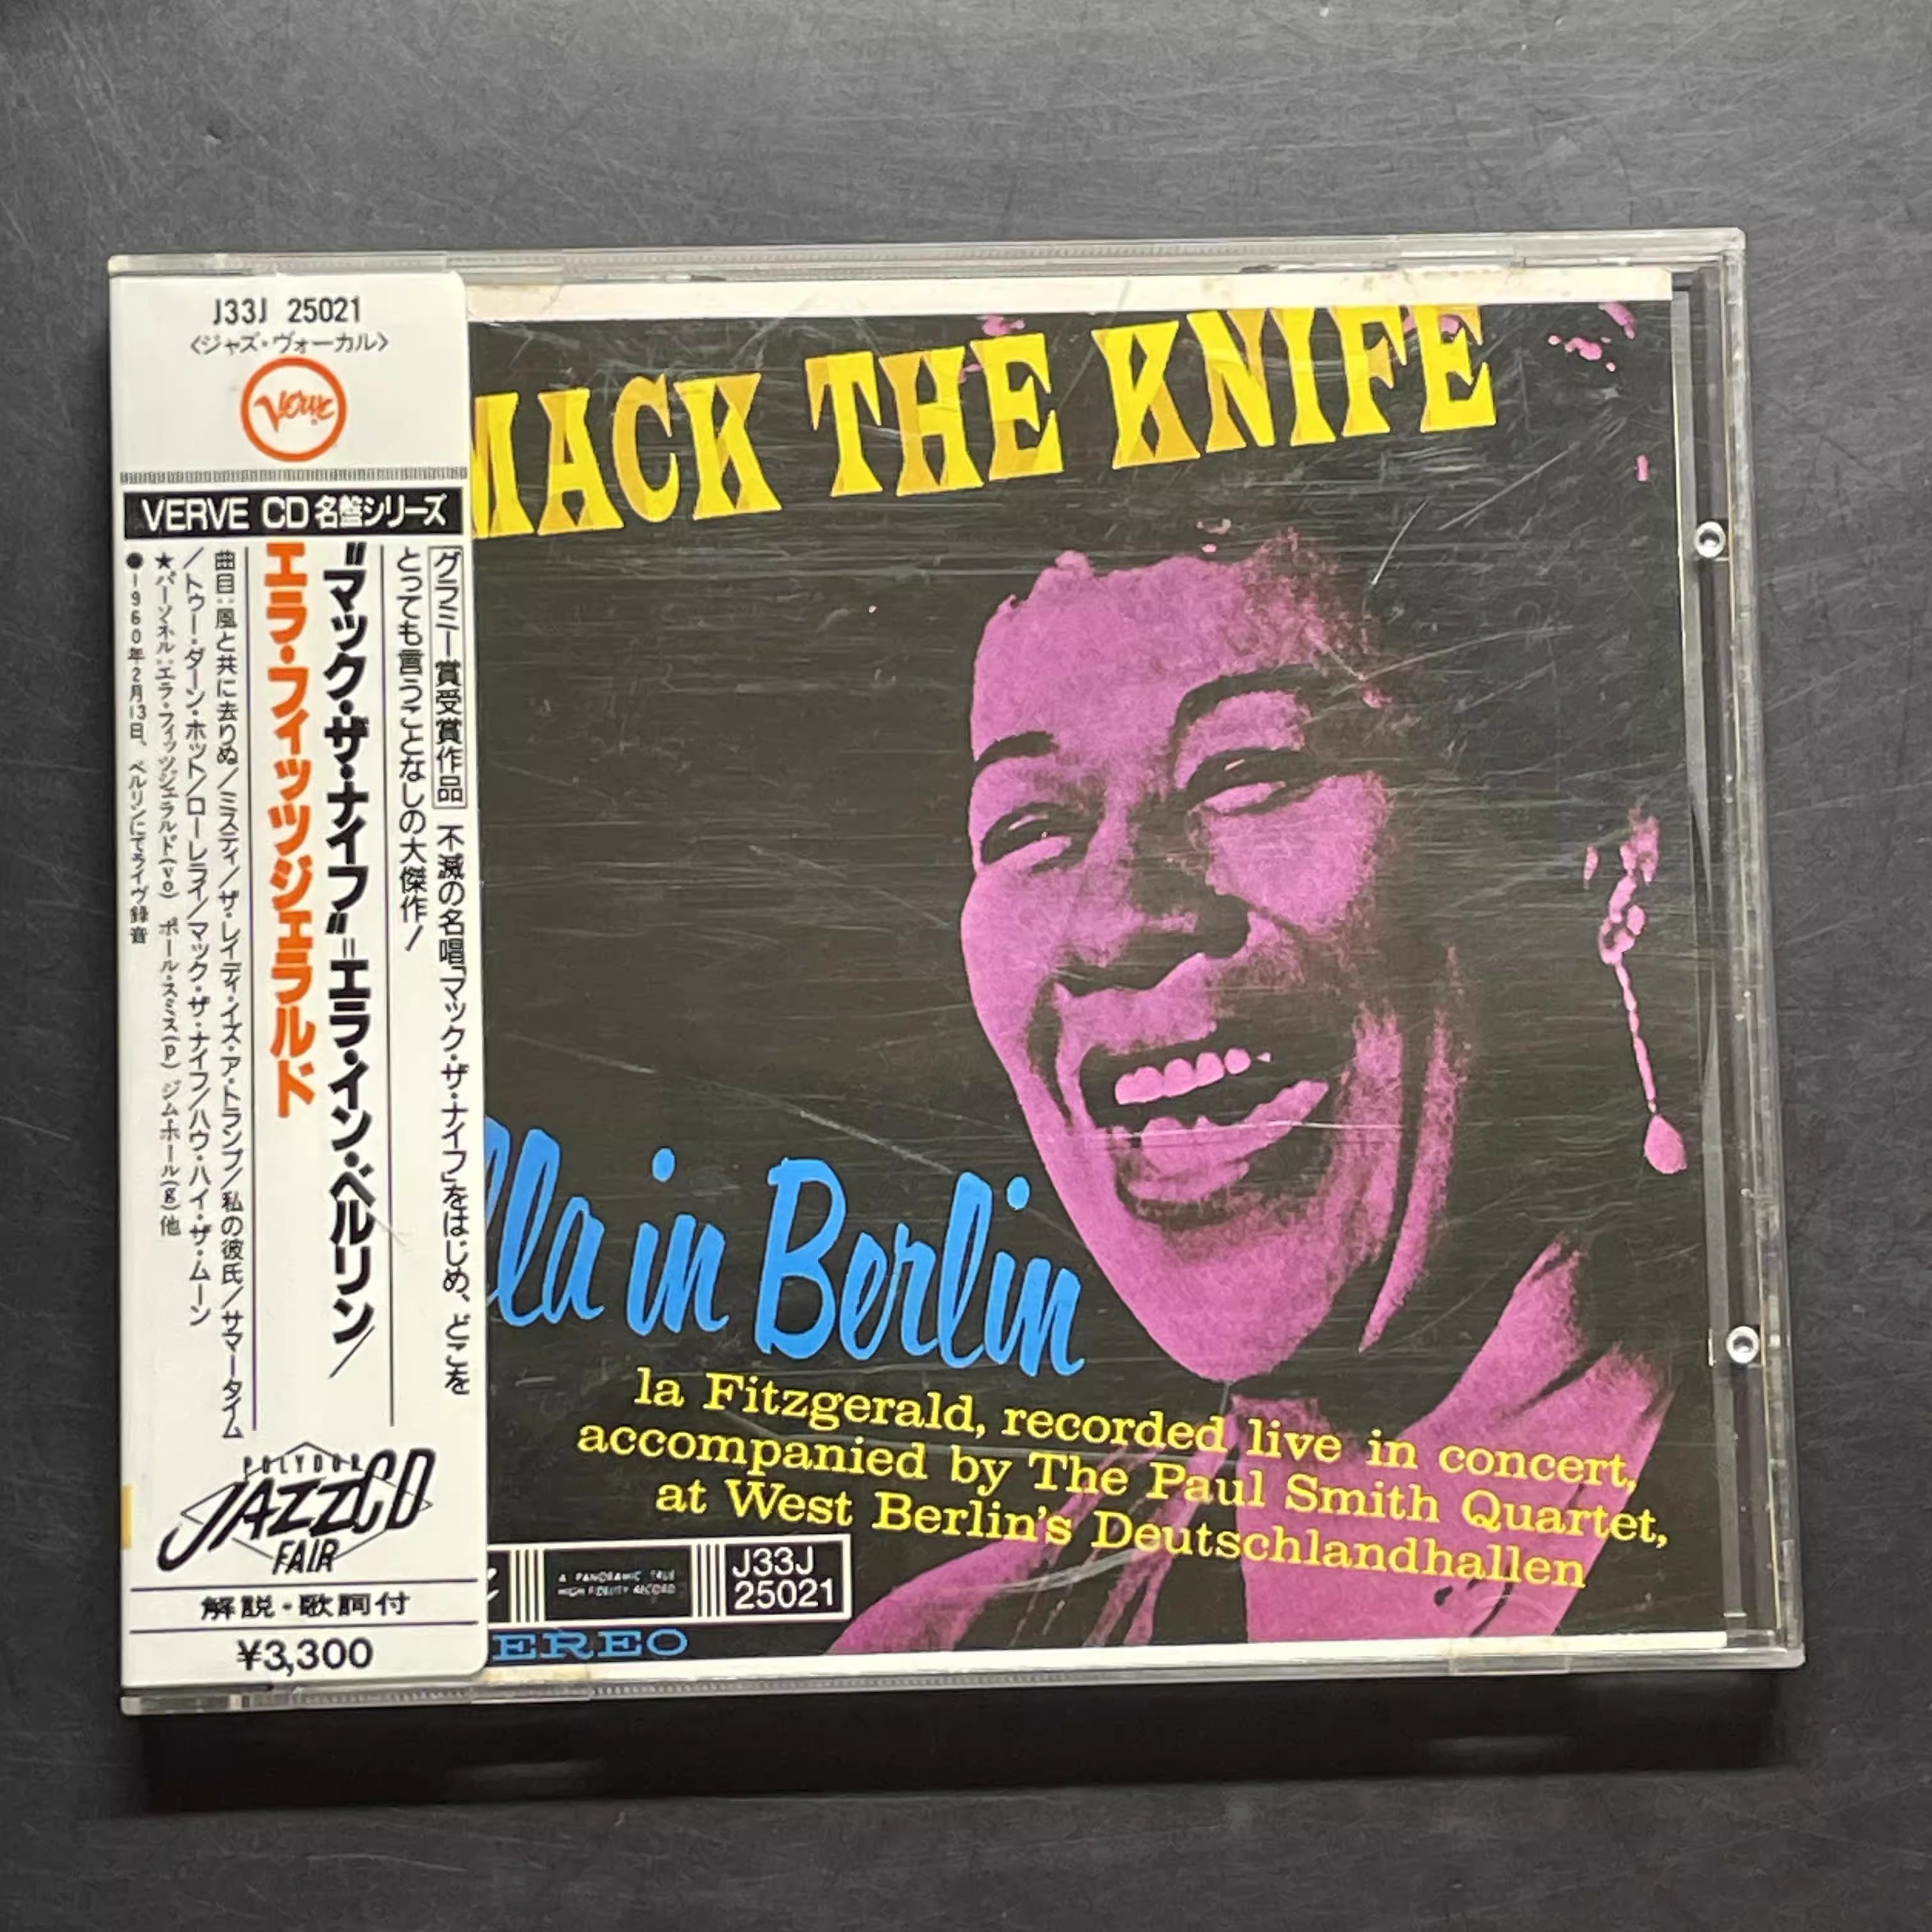 J33J 25021
〈ジャズ・ヴォーカル〉
Verve
VERVE CD 名盤シリーズ
グラミー賞受賞作品 不滅の名唱「マック・ザ・ナイフ」をはじめ、どこを
とっても言うことなしの大傑作！
"マック・ザ・ナイフ"=エラ・イン・ベルリン／
エラ・フィッツジェラルド
曲目:風と共に去りぬ／ミスティ／ザ・レイディ・イズ・ア・トランプ／私の彼氏／サマータイム
／トゥー・ダーン・ホット／ローレライ／マック・ザ・ナイフ／ハウ・ハイ・ザ・ムーン
★パーソネル:エラ・フィッツジェラルド(vo) ポール・スミス(p) ジム・ホール(g)他
●1960年2月13日、ベルリンにてライヴ録音
POLYDOR
JAZZ CD
FAIR
解説・歌詞付
¥3,300
MACK THE KNIFE
lla in Berlin
la Fitzgerald, recorded live in concert,
accompanied by The Paul Smith Quartet,
at West Berlin's Deutschlandhallen
A PANORAMIC TRUE
HIGH FIDELITY RECORD
J33J
25021
EREO